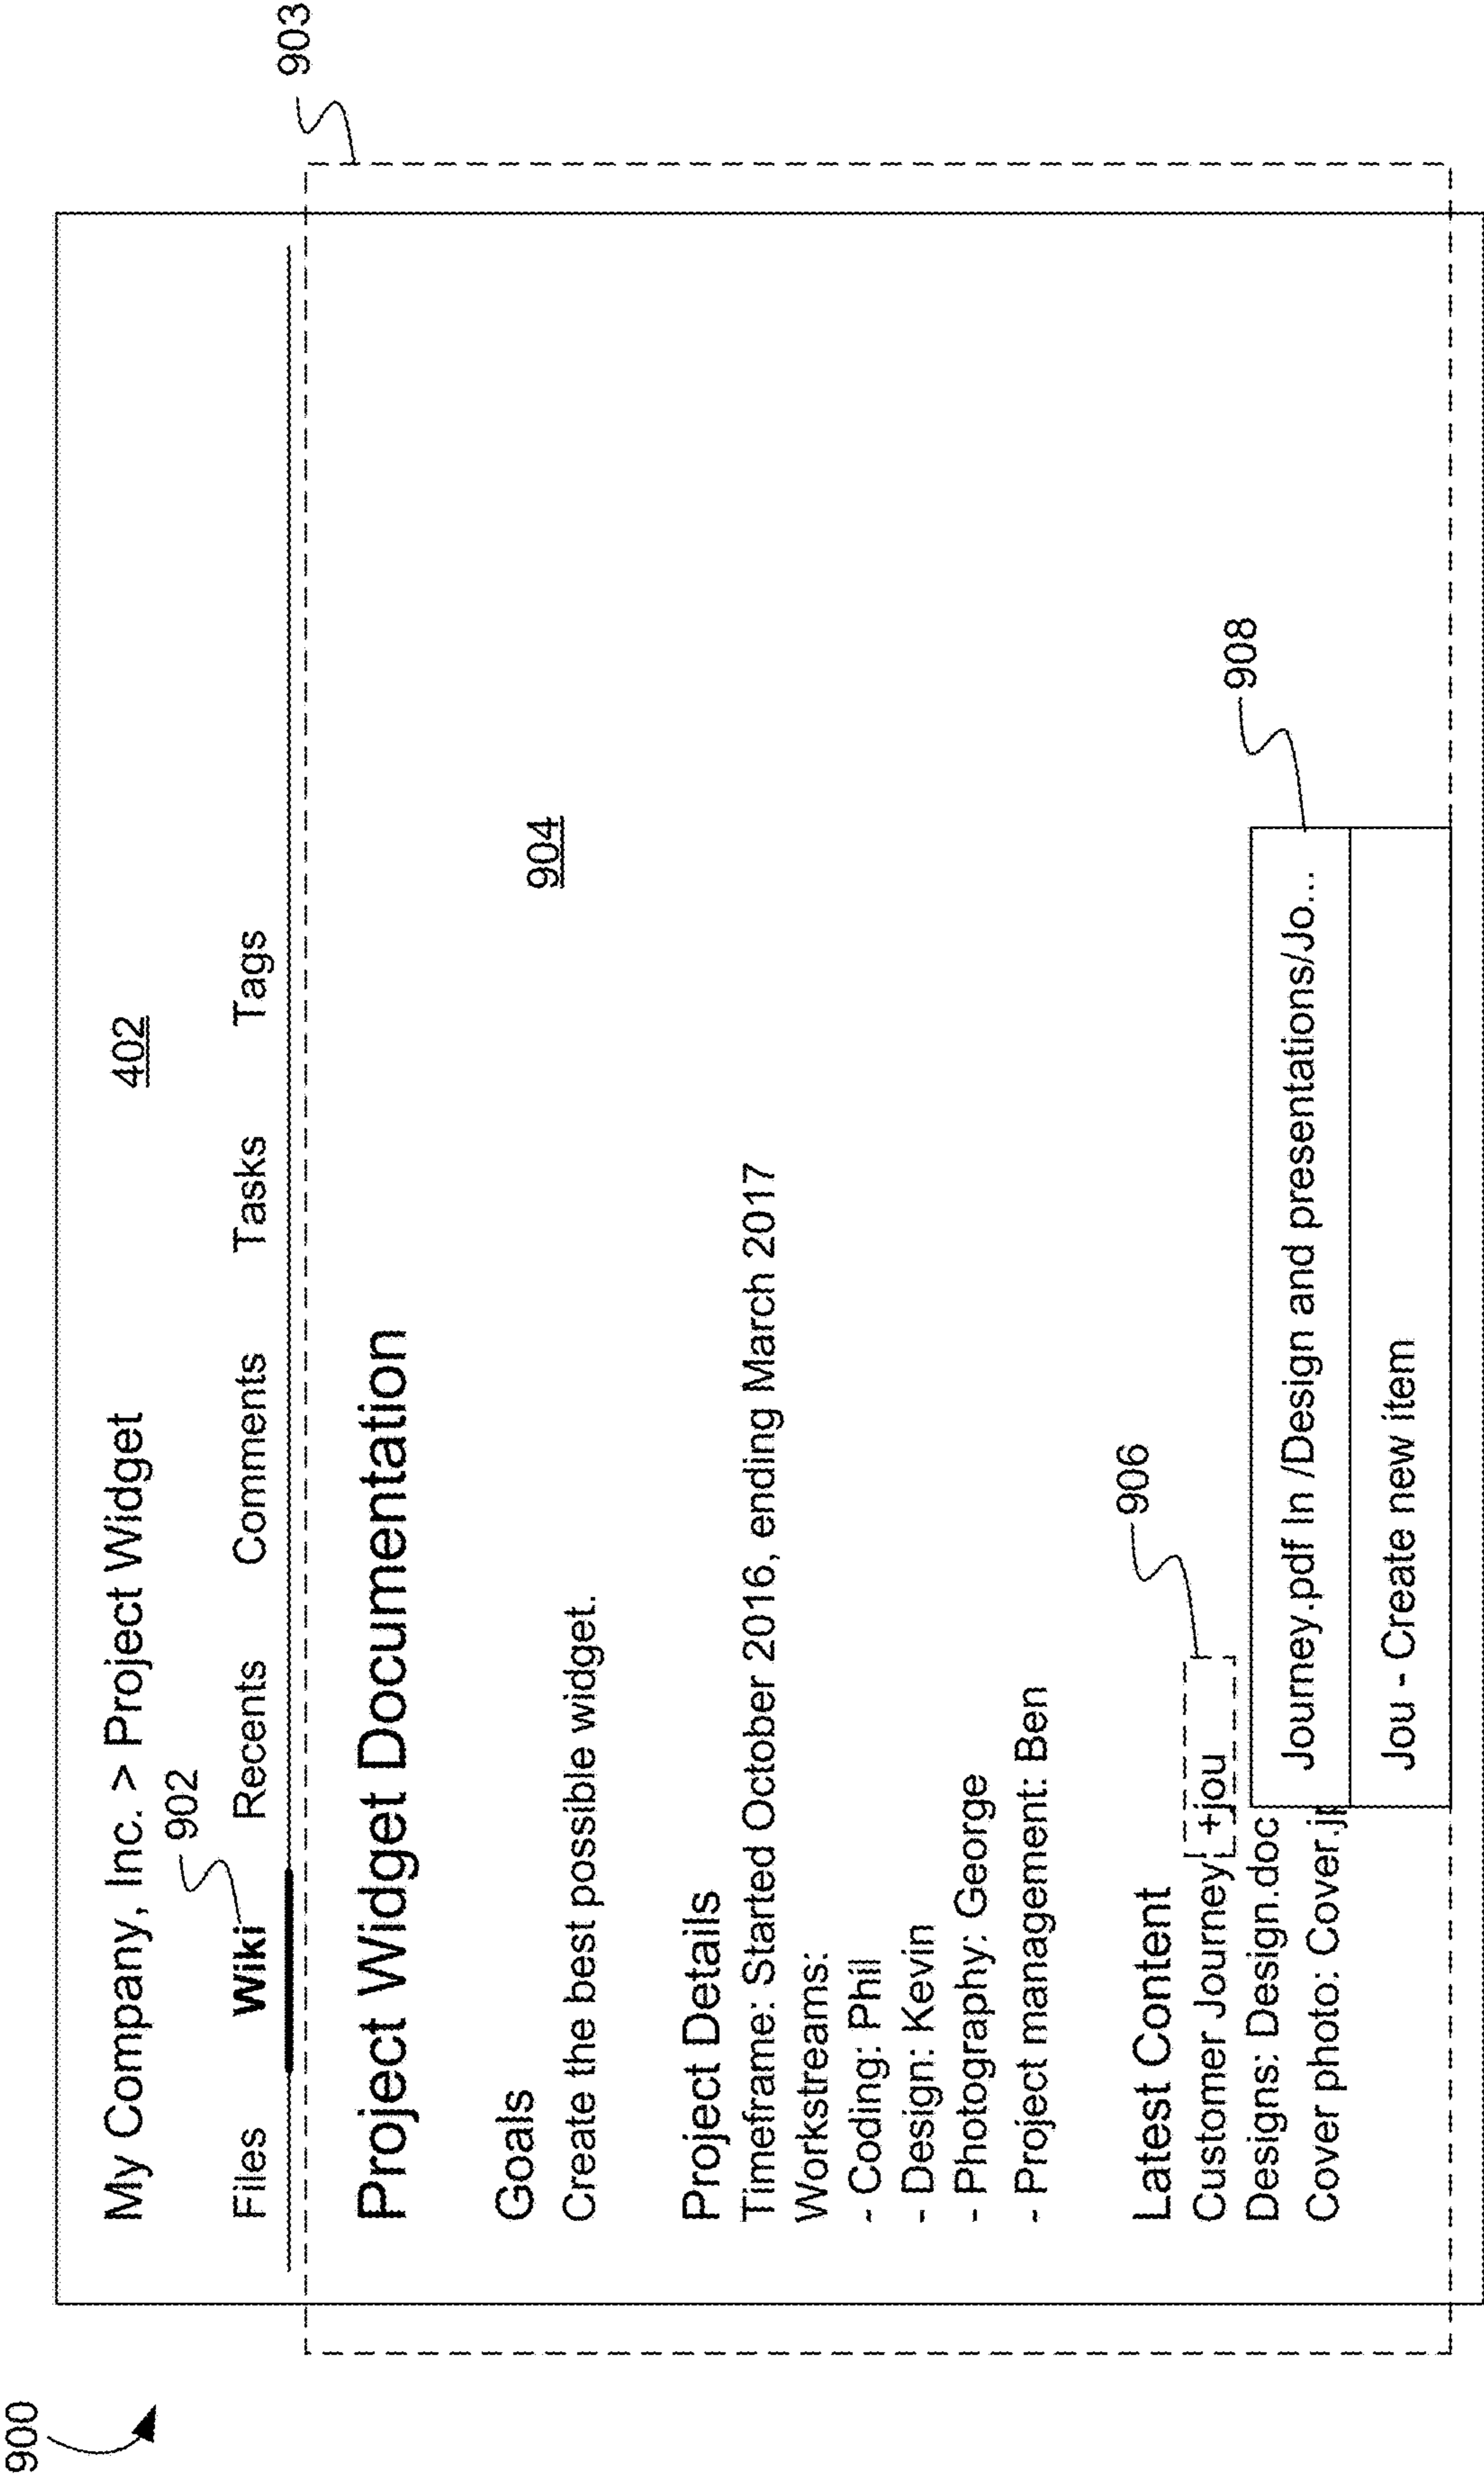 900
903
My Company, Inc. > Project Widget
402
902
Files Wiki Recents Comments Tasks Tags
Project Widget Documentation
Goals
904
Create the best possible widget.
Project Details
Timeframe: Started October 2016, ending March 2017
Workstreams:
- Coding: Phil
- Design: Kevin
- Photography: George
- Project management: Ben
906
Latest Content
908
Customer Journey +jou
Designs: Design.doc
Journey.pdf In /Design and presentations/Jo...
Cover photo: Cover.j
Jou - Create new item